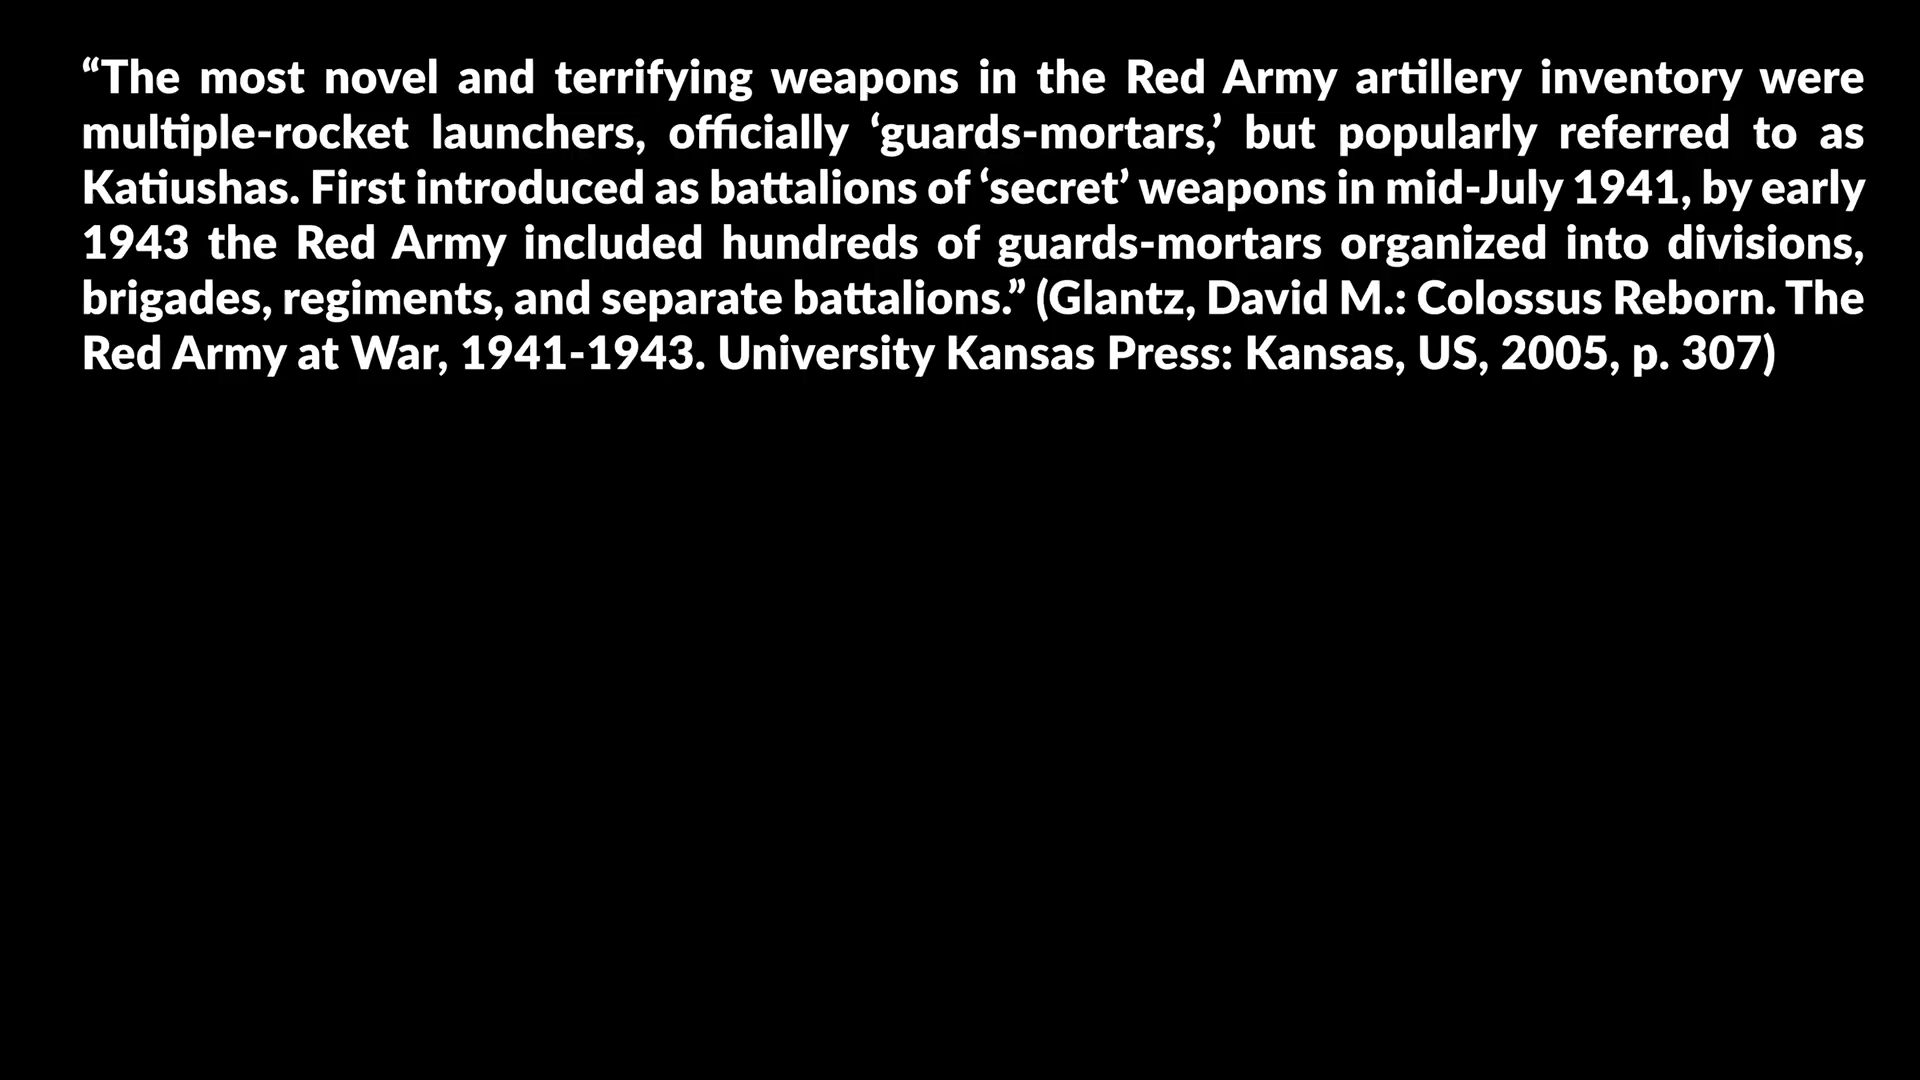 “The most novel and terrifying weapons in the Red Army artillery inventory were
multiple-rocket launchers, officially ‘guards-mortars,’ but popularly referred to as
Katiushas. First introduced as battalions of ‘secret’ weapons in mid-July 1941, by early
1943 the Red Army included hundreds of guards-mortars organized into divisions,
brigades, regiments, and separate battalions.” (Glantz, David M.: Colossus Reborn. The
Red Army at War, 1941-1943. University Kansas Press: Kansas, US, 2005, p. 307)